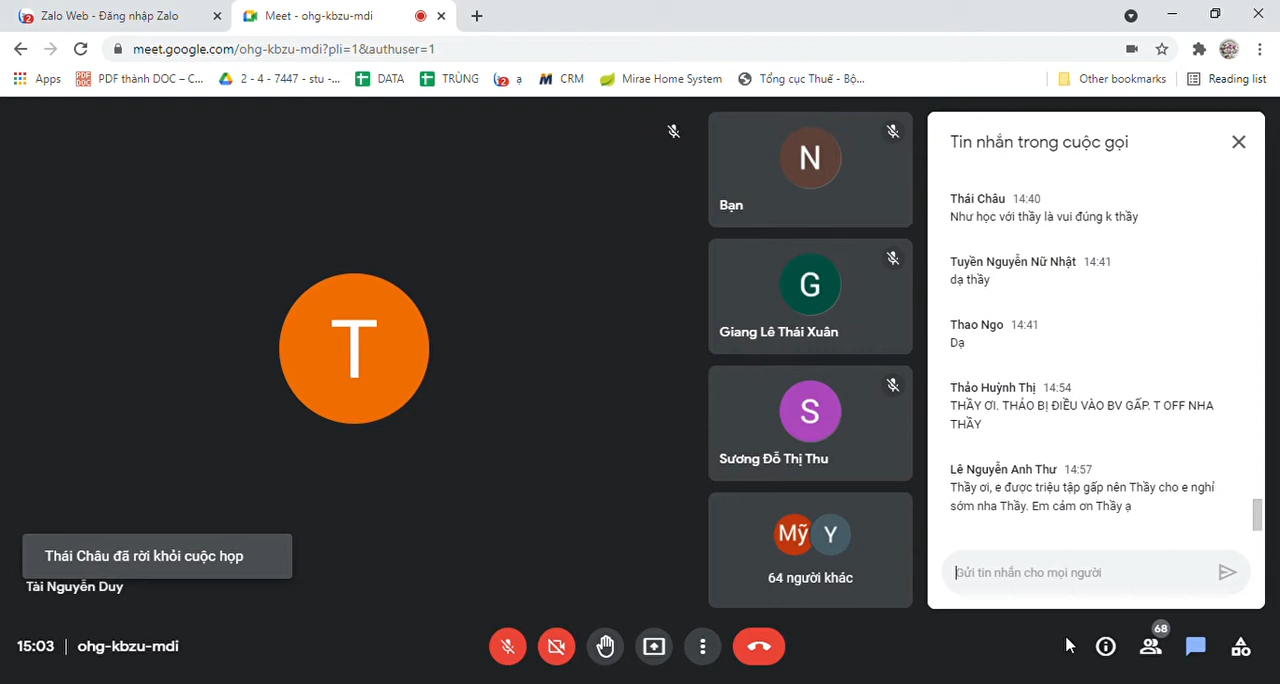 Zalo Web - Đăng nhập Zalo
Meet - ohg-kbzu-mdi
meet.google.com/ohg-kbzu-mdi?pli=1&authuser=1
Apps
PDF thành DOC – C...
2 - 4 - 7447 - stu -...
DATA
TRÙNG
ạ
CRM
Mirae Home System
Tổng cục Thuế - Bộ...
Other bookmarks
Reading list
T
Thái Châu đã rời khỏi cuộc họp
Tài Nguyễn Duy
N
Bạn
G
Giang Lê Thái Xuân
S
Sương Đỗ Thị Thu
Mỹ
Y
64 người khác
Tin nhắn trong cuộc gọi
Thái Châu 14:40
Như học với thầy là vui đúng k thầy
Tuyền Nguyễn Nữ Nhật 14:41
dạ thầy
Thao Ngo 14:41
Dạ
Thảo Huỳnh Thị 14:54
THẦY ƠI. THẢO BỊ ĐIỀU VÀO BV GẤP. T OFF NHA
THẦY
Lê Nguyễn Anh Thư 14:57
Thầy ơi, e được triệu tập gấp nên Thầy cho e nghỉ
sớm nha Thầy. Em cảm ơn Thầy ạ
Gửi tin nhắn cho mọi người
15:03
ohg-kbzu-mdi
68